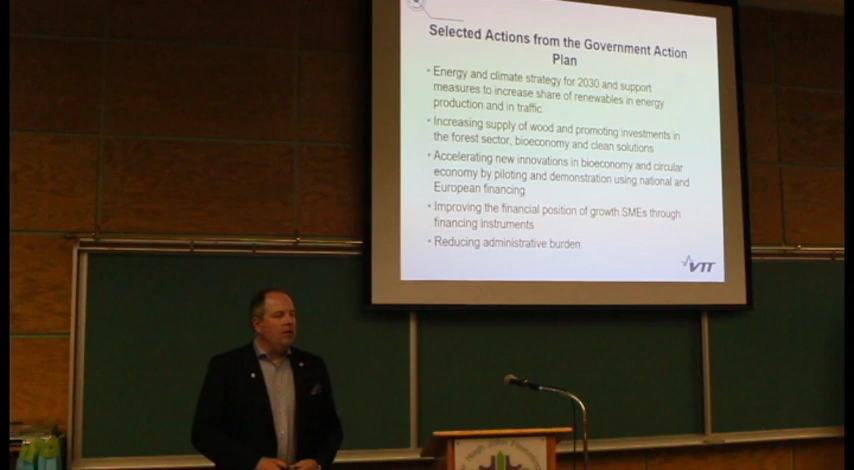 Selected Actions from the Government Action
Plan
• Energy and climate strategy for 2030 and support
measures to increase share of renewables in energy
production and in traffic
• Increasing supply of wood and promoting investments in
the forest sector, bioeconomy and clean solutions
• Accelerating new innovations in bioeconomy and circular
economy by piloting and demonstration using national and
European financing
• Improving the financial position of growth SMEs through
financing instruments
• Reducing administrative burden
VTT
Hugh John Flemming